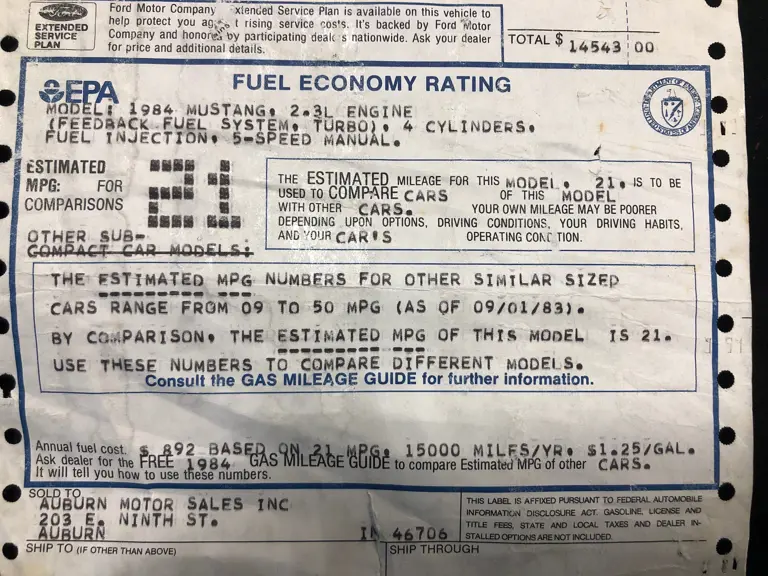 Ford Motor Company Extended Service Plan is available on this vehicle to
help protect you against rising service costs. It's backed by Ford Motor
Company and honored by participating dealers nationwide. Ask your dealer
for price and additional details.
Ford
EXTENDED
SERVICE
PLAN
TOTAL $ 14543 00
EPA
FUEL ECONOMY RATING
MODEL: 1984 MUSTANG, 2.3L ENGINE
(FEEDBACK FUEL SYSTEM, TURBO), 4 CYLINDERS,
FUEL INJECTION, 5-SPEED MANUAL.
ESTIMATED
MPG: FOR
COMPARISONS
21
OTHER SUB-
COMPACT CAR MODELS:
THE ESTIMATED MILEAGE FOR THIS MODEL, 21, IS TO BE
USED TO COMPARE CARS OF THIS MODEL
WITH OTHER CARS. YOUR OWN MILEAGE MAY BE POORER
DEPENDING UPON OPTIONS, DRIVING CONDITIONS, YOUR DRIVING HABITS,
AND YOUR CAR'S OPERATING CONDITION.
THE ESTIMATED MPG NUMBERS FOR OTHER SIMILAR SIZED
CARS RANGE FROM 09 TO 50 MPG (AS OF 09/01/83).
BY COMPARISON, THE ESTIMATED MPG OF THIS MODEL IS 21.
USE THESE NUMBERS TO COMPARE DIFFERENT MODELS.
Consult the GAS MILEAGE GUIDE for further information.
Annual fuel cost. $ 892 BASED ON 21 MPG, 15000 MILES/YR, $1.25/GAL.
Ask dealer for the FREE 1984 GAS MILEAGE GUIDE to compare Estimated MPG of other CARS.
It will tell you how to use these numbers.
SOLD TO
AUBURN MOTOR SALES INC
203 E. NINTH ST.
AUBURN IN 46706
THIS LABEL IS AFFIXED PURSUANT TO FEDERAL AUTOMOBILE
INFORMATION DISCLOSURE ACT. GASOLINE, LICENSE AND
TITLE FEES, STATE AND LOCAL TAXES AND DEALER IN-
STALLED OPTIONS ARE NOT INCLUDED.
SHIP TO (IF OTHER THAN ABOVE)
SHIP THROUGH